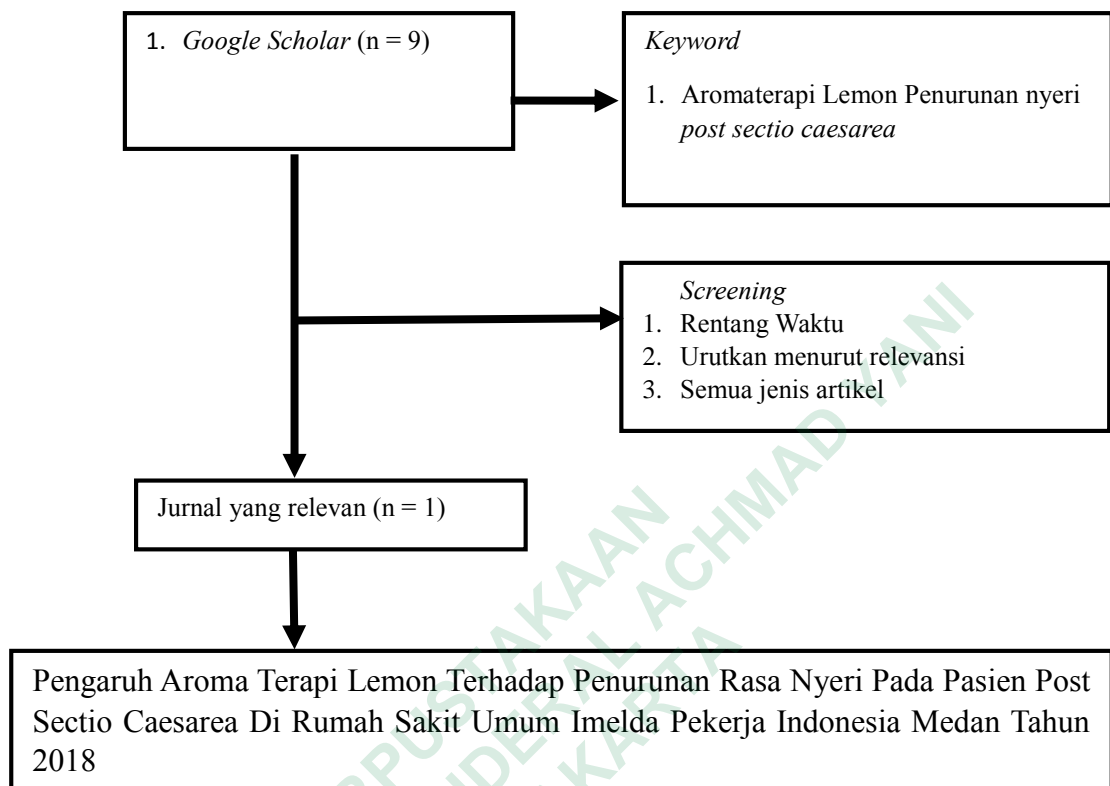 1. Google Scholar (n = 9)
Keyword
1. Aromaterapi Lemon Penurunan nyeri
post sectio caesarea
Screening
1. Rentang Waktu
2. Urutkan menurut relevansi
3. Semua jenis artikel
Jurnal yang relevan (n = 1)
Pengaruh Aroma Terapi Lemon Terhadap Penurunan Rasa Nyeri Pada Pasien Post
Sectio Caesarea Di Rumah Sakit Umum Imelda Pekerja Indonesia Medan Tahun
2018